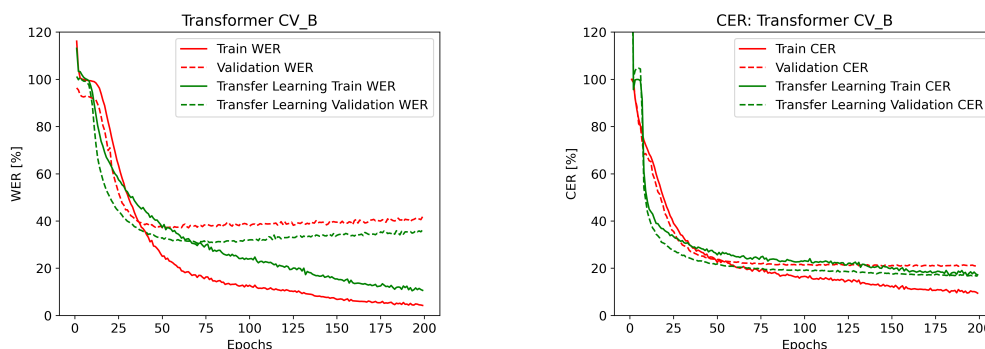 Transformer CV_B
WER [%]
120
100
80
60
40
20
0
Train WER
Validation WER
Transfer Learning Train WER
Transfer Learning Validation WER
0 25 50 75 100 125 150 175 200
Epochs
CER: Transformer CV_B
CER [%]
120
100
80
60
40
20
0
Train CER
Validation CER
Transfer Learning Train CER
Transfer Learning Validation CER
0 25 50 75 100 125 150 175 200
Epochs